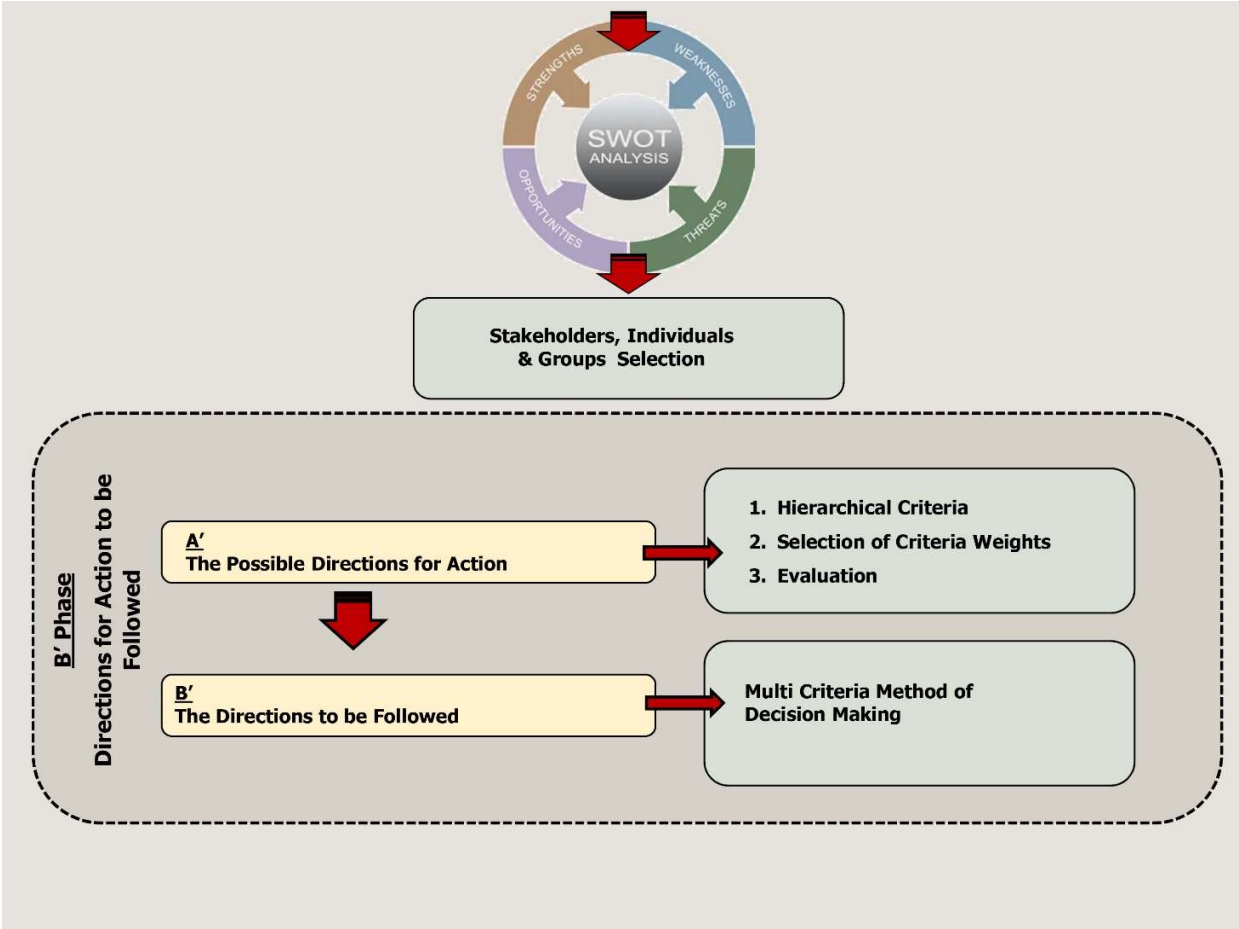 STRENGTHS
WEAKNESSES
SWOT
ANALYSIS
OPPORTUNITIES
THREATS
Stakeholders, Individuals
& Groups Selection
B’ Phase
Directions for Action to be
Followed
A’
The Possible Directions for Action
1. Hierarchical Criteria
2. Selection of Criteria Weights
3. Evaluation
B’
The Directions to be Followed
Multi Criteria Method of
Decision Making